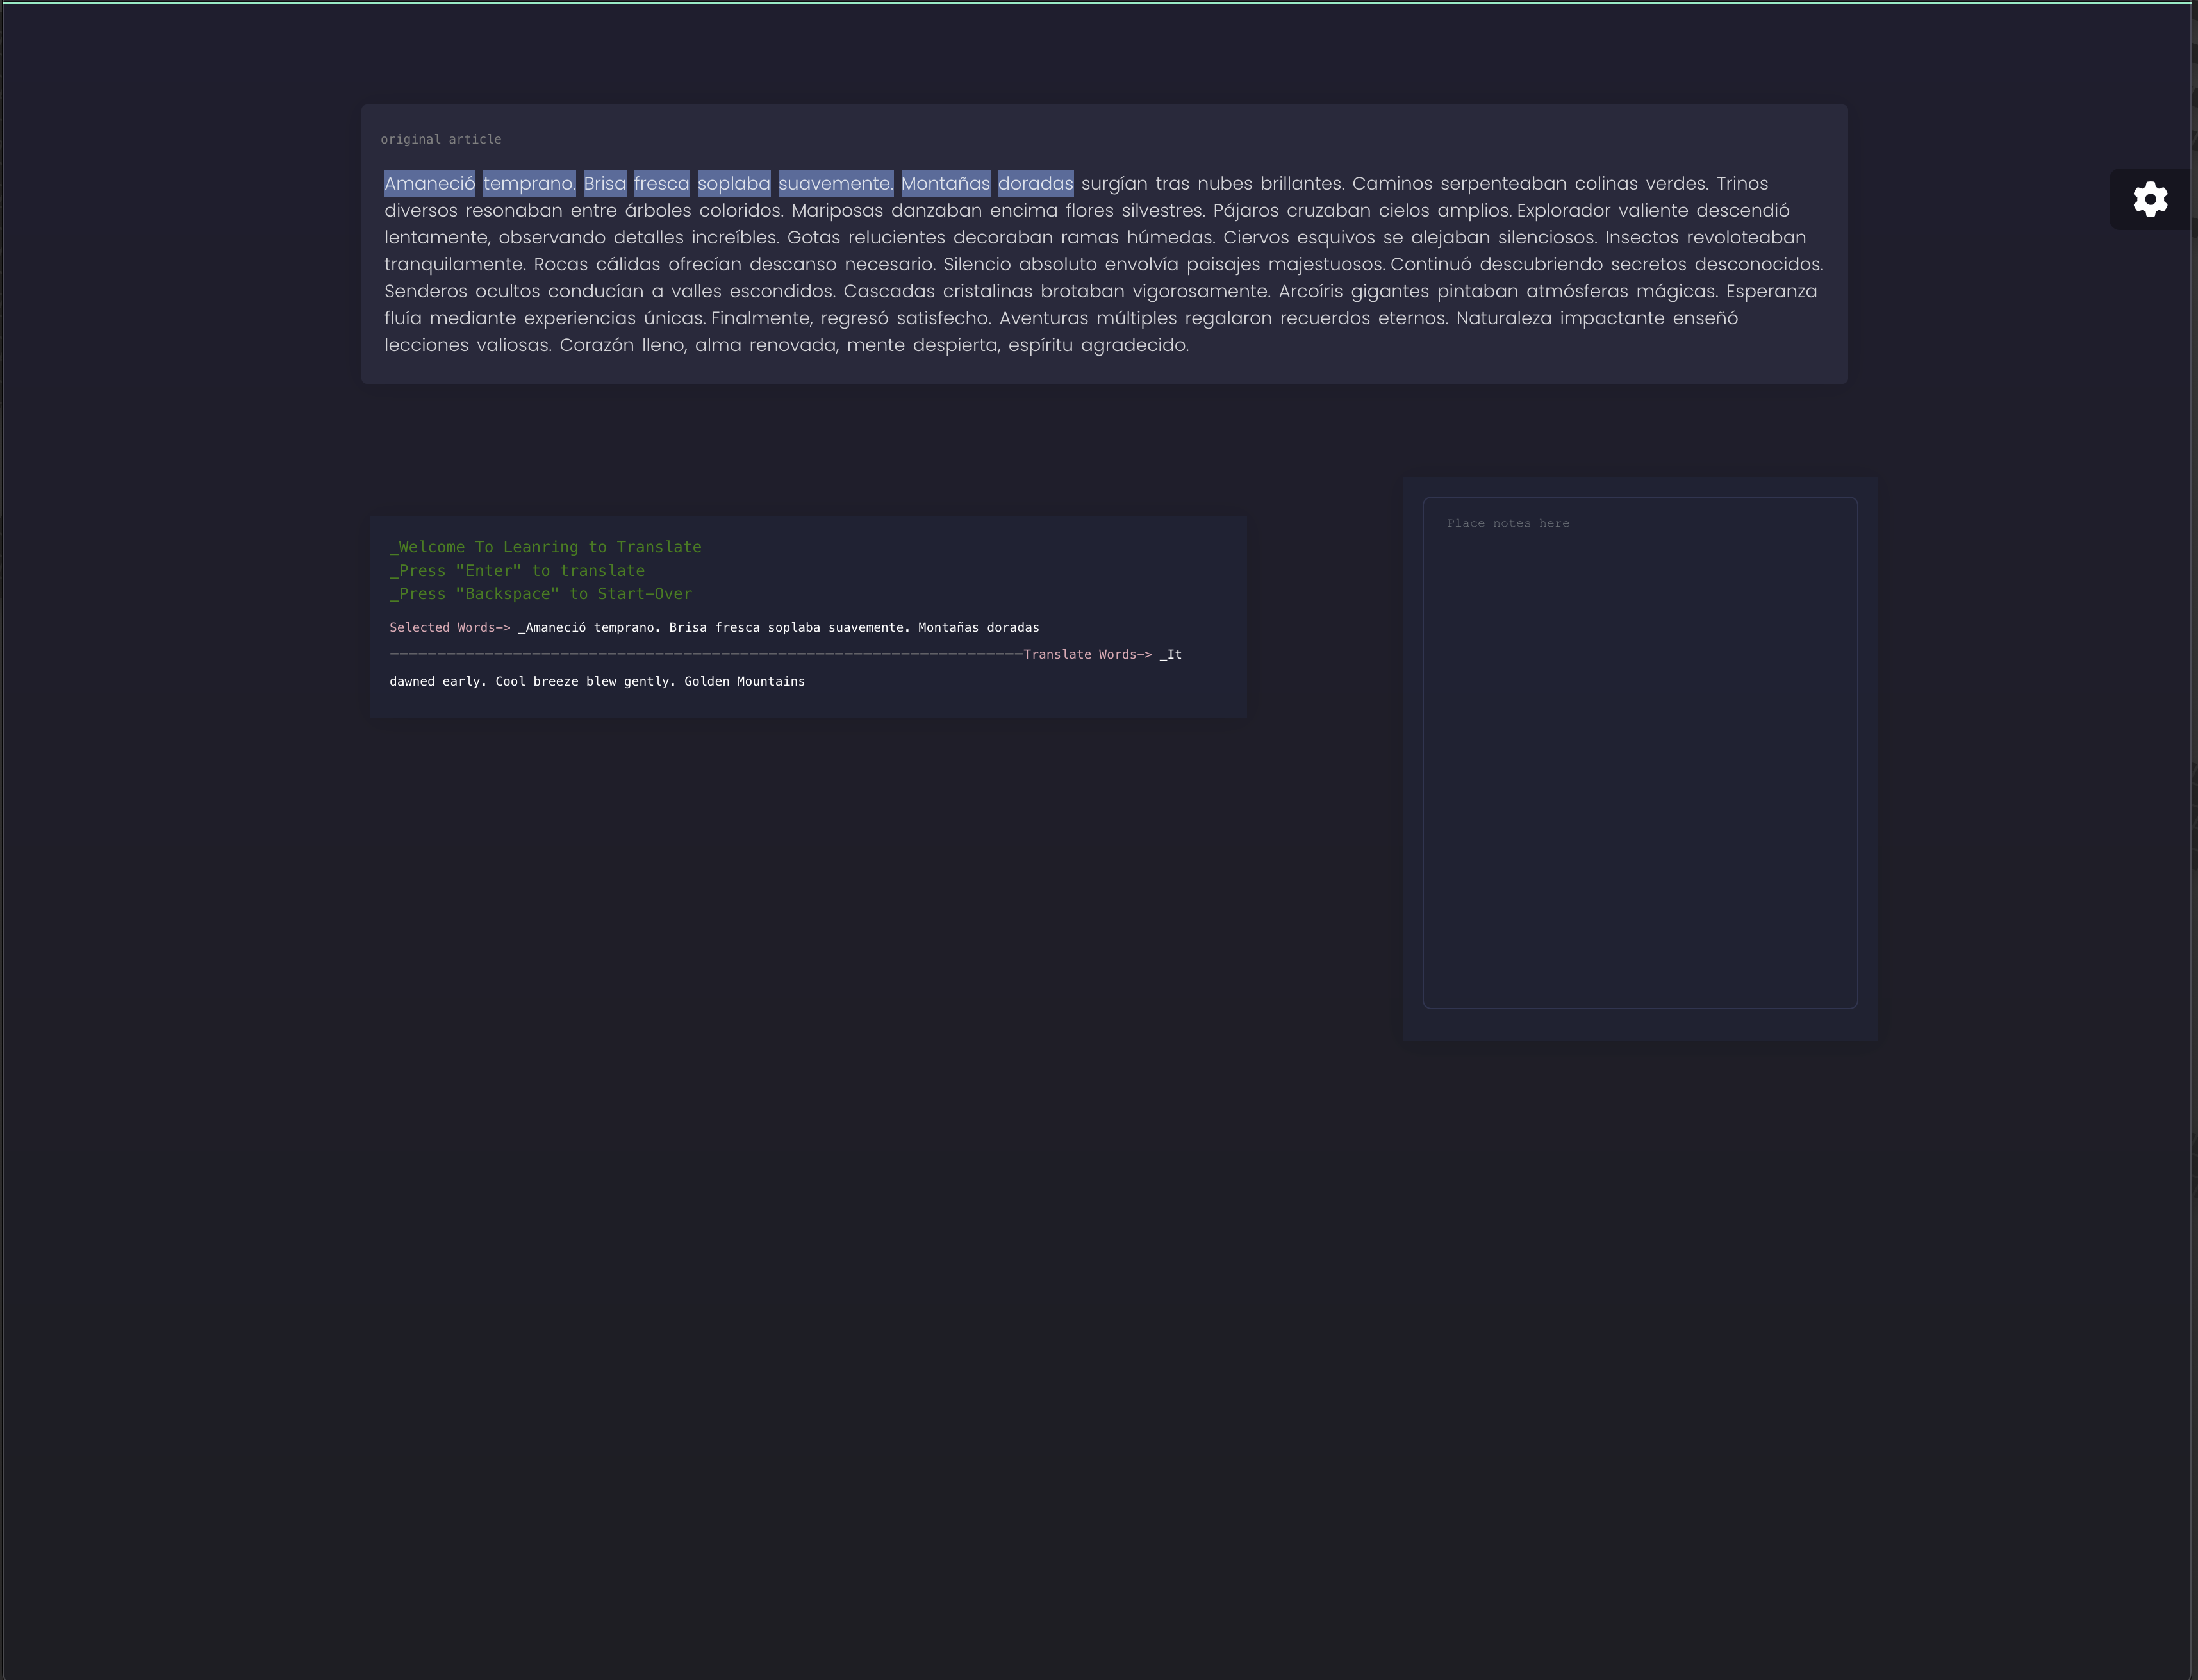 original article
Amaneció temprano. Brisa fresca soplaba suavemente. Montañas doradas surgían tras nubes brillantes. Caminos serpenteaban colinas verdes. Trinos
diversos resonaban entre árboles coloridos. Mariposas danzaban encima flores silvestres. Pájaros cruzaban cielos amplios. Explorador valiente descendió
lentamente, observando detalles increíbles. Gotas relucientes decoraban ramas húmedas. Ciervos esquivos se alejaban silenciosos. Insectos revoloteaban
tranquilamente. Rocas cálidas ofrecían descanso necesario. Silencio absoluto envolvía paisajes majestuosos. Continuó descubriendo secretos desconocidos.
Senderos ocultos conducían a valles escondidos. Cascadas cristalinas brotaban vigorosamente. Arcoíris gigantes pintaban atmósferas mágicas. Esperanza
fluía mediante experiencias únicas. Finalmente, regresó satisfecho. Aventuras múltiples regalaron recuerdos eternos. Naturaleza impactante enseñó
lecciones valiosas. Corazón lleno, alma renovada, mente despierta, espíritu agradecido.
_Welcome To Leanring to Translate
_Press "Enter" to translate
_Press "Backspace" to Start-Over
Selected Words-> _Amaneció temprano. Brisa fresca soplaba suavemente. Montañas doradas
-------------------------------------------------------------------Translate Words-> _It
dawned early. Cool breeze blew gently. Golden Mountains
Place notes here